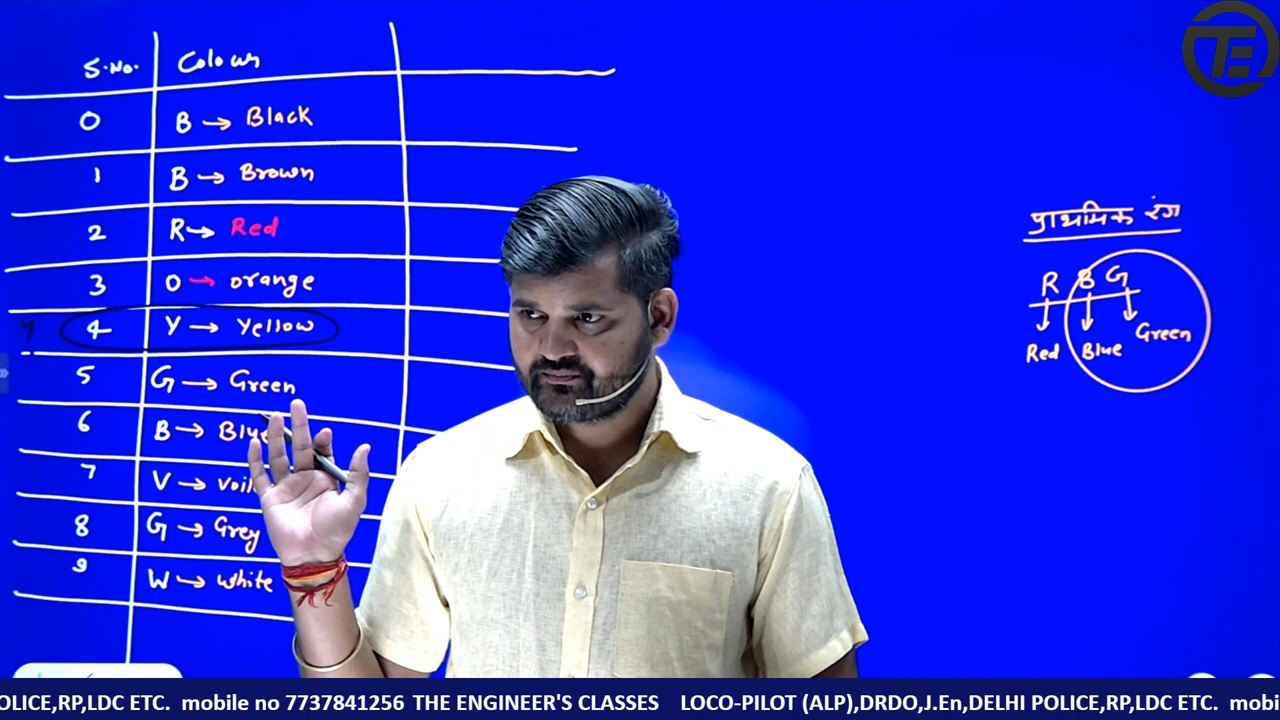 S.No. Colour
0 B → Black
1 B → Brown
2 R → Red
3 O → orange
4 Y → Yellow
5 G → Green
6 B → Blue
7 V →
8 G → Grey
9 W → white
प्राथमिक रंग
R B G
Red Blue Green
TE
OLICE,RP,LDC ETC. mobile no 7737841256 THE ENGINEER'S CLASSES LOCO-PILOT (ALP),DRDO,J.En,DELHI POLICE,RP,LDC ETC. mobi